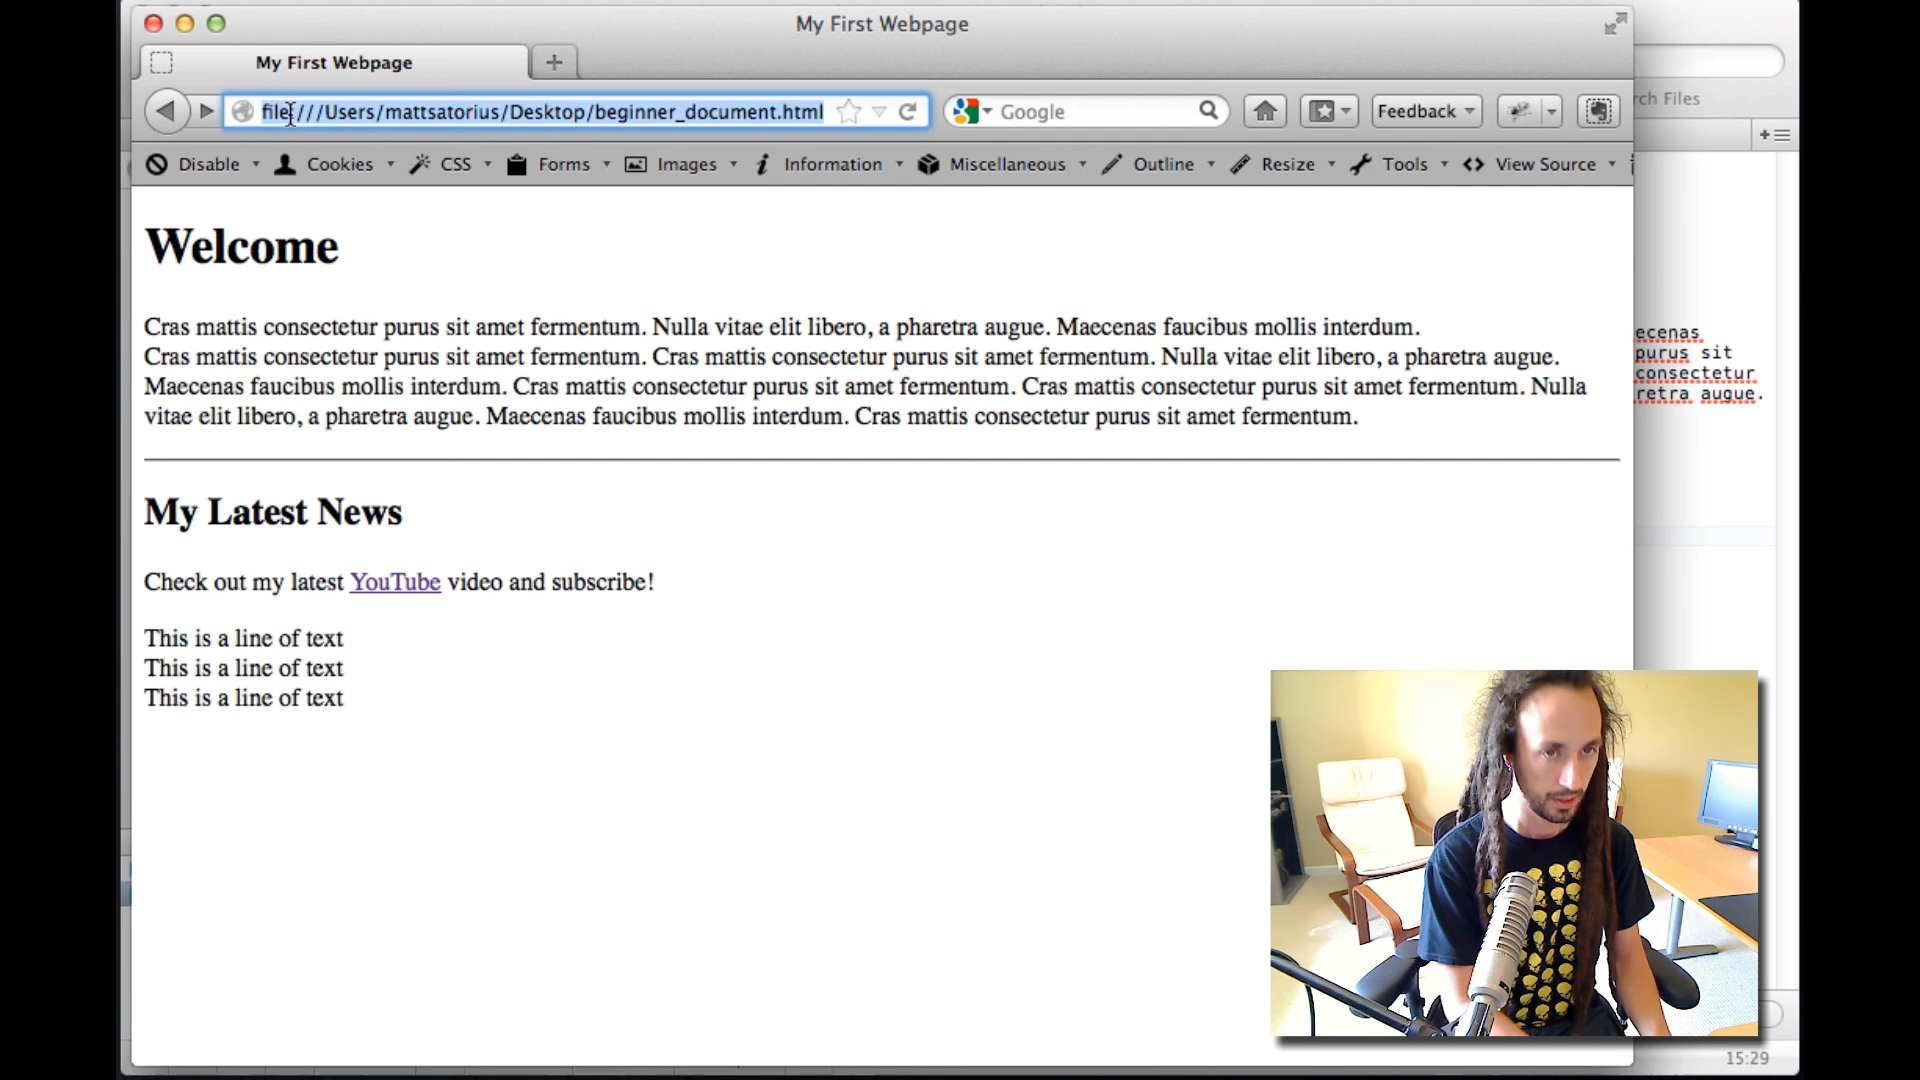 My First Webpage
My First Webpage
file:///Users/mattsatorius/Desktop/beginner_document.html
Google
Feedback
rch Files
Disable
Cookies
CSS
Forms
Images
Information
Miscellaneous
Outline
Resize
Tools
View Source
Welcome
Cras mattis consectetur purus sit amet fermentum. Nulla vitae elit libero, a pharetra augue. Maecenas faucibus mollis interdum.
Cras mattis consectetur purus sit amet fermentum. Cras mattis consectetur purus sit amet fermentum. Nulla vitae elit libero, a pharetra augue.
Maecenas faucibus mollis interdum. Cras mattis consectetur purus sit amet fermentum. Cras mattis consectetur purus sit amet fermentum. Nulla
vitae elit libero, a pharetra augue. Maecenas faucibus mollis interdum. Cras mattis consectetur purus sit amet fermentum.
ecenas
purus sit
consectetur
retra augue.
My Latest News
Check out my latest YouTube video and subscribe!
This is a line of text
This is a line of text
This is a line of text
15:29